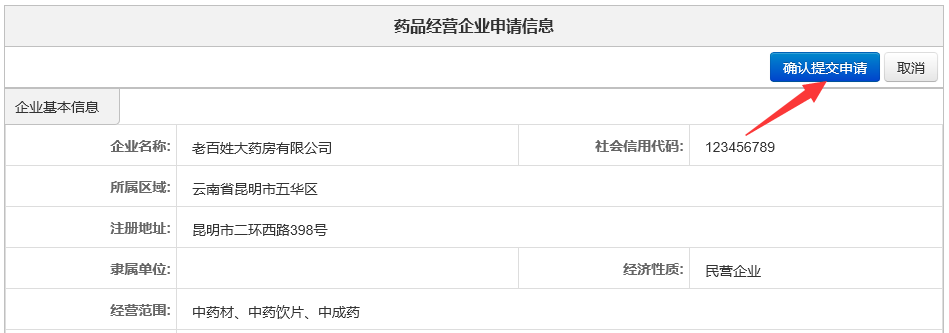 药品经营企业申请信息
确认提交申请 取消
企业基本信息
企业名称: 老百姓大药房有限公司 社会信用代码: 123456789
所属区域: 云南省昆明市五华区
注册地址: 昆明市二环西路398号
隶属单位: 经济性质: 民营企业
经营范围: 中药材、中药饮片、中成药